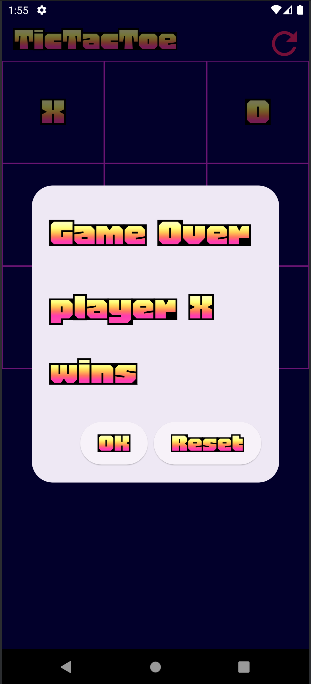 1:55
TicTacToe
X O
Game Over
player X
wins
OK Reset